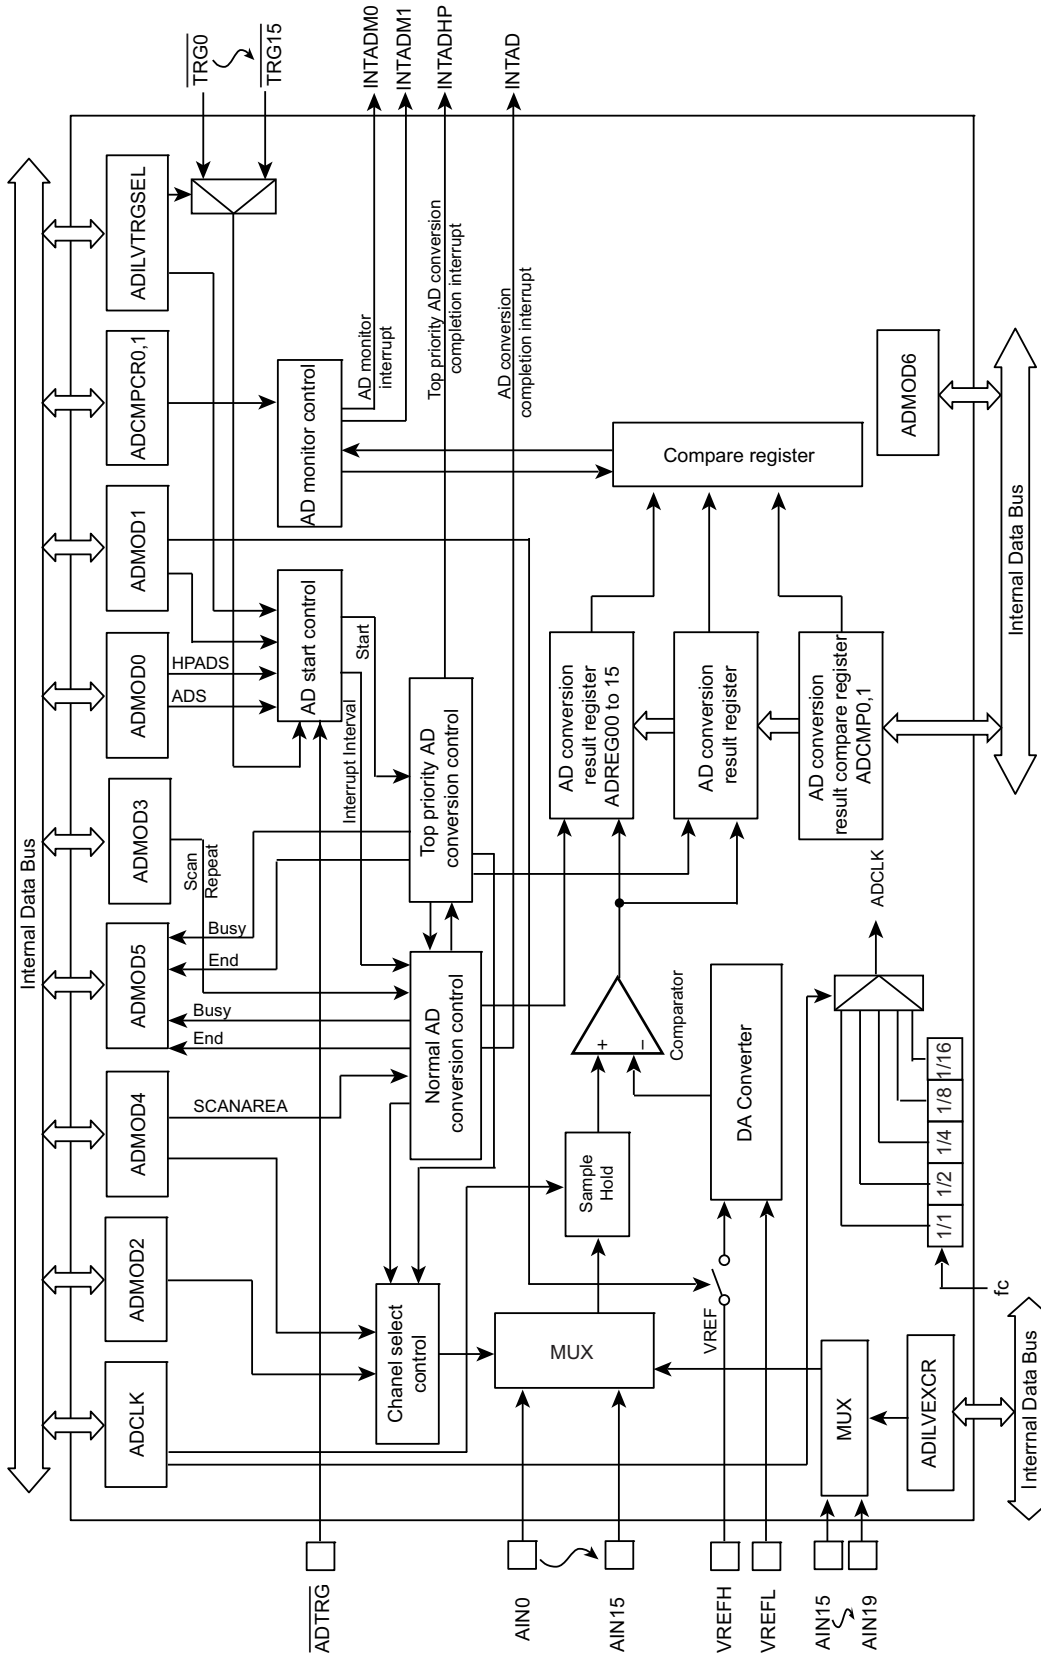 Internal Data Bus
ADCLK
ADMOD2
ADMOD4
ADMOD5
ADMOD3
ADMOD0
ADMOD1
ADCMPCR0,1
ADILVTRGSEL
TRG0
TRG15
SCANAREA
End
Busy
End
Busy
Scan
Repeat
ADS
HPADS
ADTRG
AD start control
Interrupt Interval
Start
AD monitor control
AD monitor
interrupt
INTADM0
INTADM1
Top priority AD conversion
completion interrupt
INTADHP
AD conversion
completion interrupt
INTAD
Chanel select
control
Normal AD
conversion control
Top priority AD
conversion control
AIN0
AIN15
MUX
Sample
Hold
+
−
Comparator
AD conversion
result register
ADREG00 to 15
AD conversion
result register
AD conversion
result compare register
ADCMP0,1
Compare register
VREFH
VREFL
VREF
DA Converter
AIN15
AIN19
MUX
ADILVEXCR
Internal Data Bus
fc
1/1
1/2
1/4
1/8
1/16
ADCLK
ADMOD6
Internal Data Bus